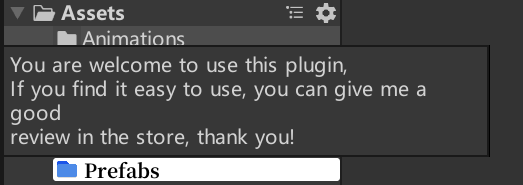 Assets
Animations
You are welcome to use this plugin,
If you find it easy to use, you can give me a
good
review in the store, thank you!
Prefabs